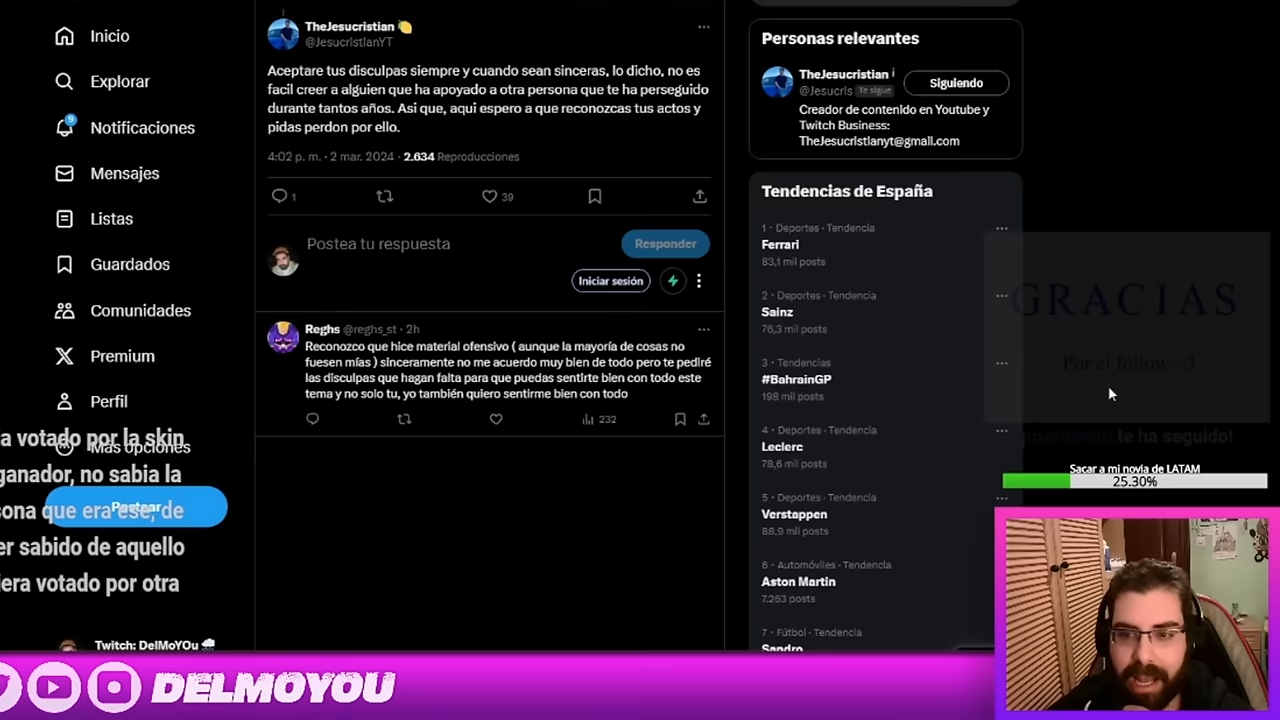 Inicio
Explorar
9
Notificaciones
Mensajes
Listas
Guardados
Comunidades
Premium
Perfil
Más opciones
Postear
a votado por la skin
ganador, no sabia la
sona que era ese, de
er sabido de aquello
iera votado por otra
Twitch: DelMoYOu
TheJesucristian
@JesucristianYT
Aceptare tus disculpas siempre y cuando sean sinceras, lo dicho, no es
facil creer a alguien que ha apoyado a otra persona que te ha perseguido
durante tantos años. Asi que, aqui espero a que reconozcas tus actos y
pidas perdon por ello.
4:02 p. m. · 2 mar. 2024 · 2.634 Reproducciones
1
39
Postea tu respuesta
Responder
Iniciar sesión
Reghs @reghs_st · 2h
Reconozco que hice material ofensivo ( aunque la mayoría de cosas no
fuesen mías ) sinceramente no me acuerdo muy bien de todo pero te pediré
las disculpas que hagan falta para que puedas sentirte bien con todo este
tema y no solo tu, yo también quiero sentirme bien con todo
232
Personas relevantes
TheJesucristian
@Jesucris Te sigue
Siguiendo
Creador de contenido en Youtube y
Twitch Business:
TheJesucristianyt@gmail.com
Tendencias de España
1 · Deportes · Tendencia
Ferrari
83,1 mil posts
2 · Deportes · Tendencia
Sainz
76,3 mil posts
3 · Tendencias
#BahrainGP
198 mil posts
4 · Deportes · Tendencia
Leclerc
78,6 mil posts
5 · Deportes · Tendencia
Verstappen
88,9 mil posts
6 · Automóviles · Tendencia
Aston Martin
7.263 posts
7 · Fútbol · Tendencia
Sandro
GRACIAS
Por el follow <3
te ha seguido!
Sacar a mi novia de LATAM
25.30%
DELMOYOU